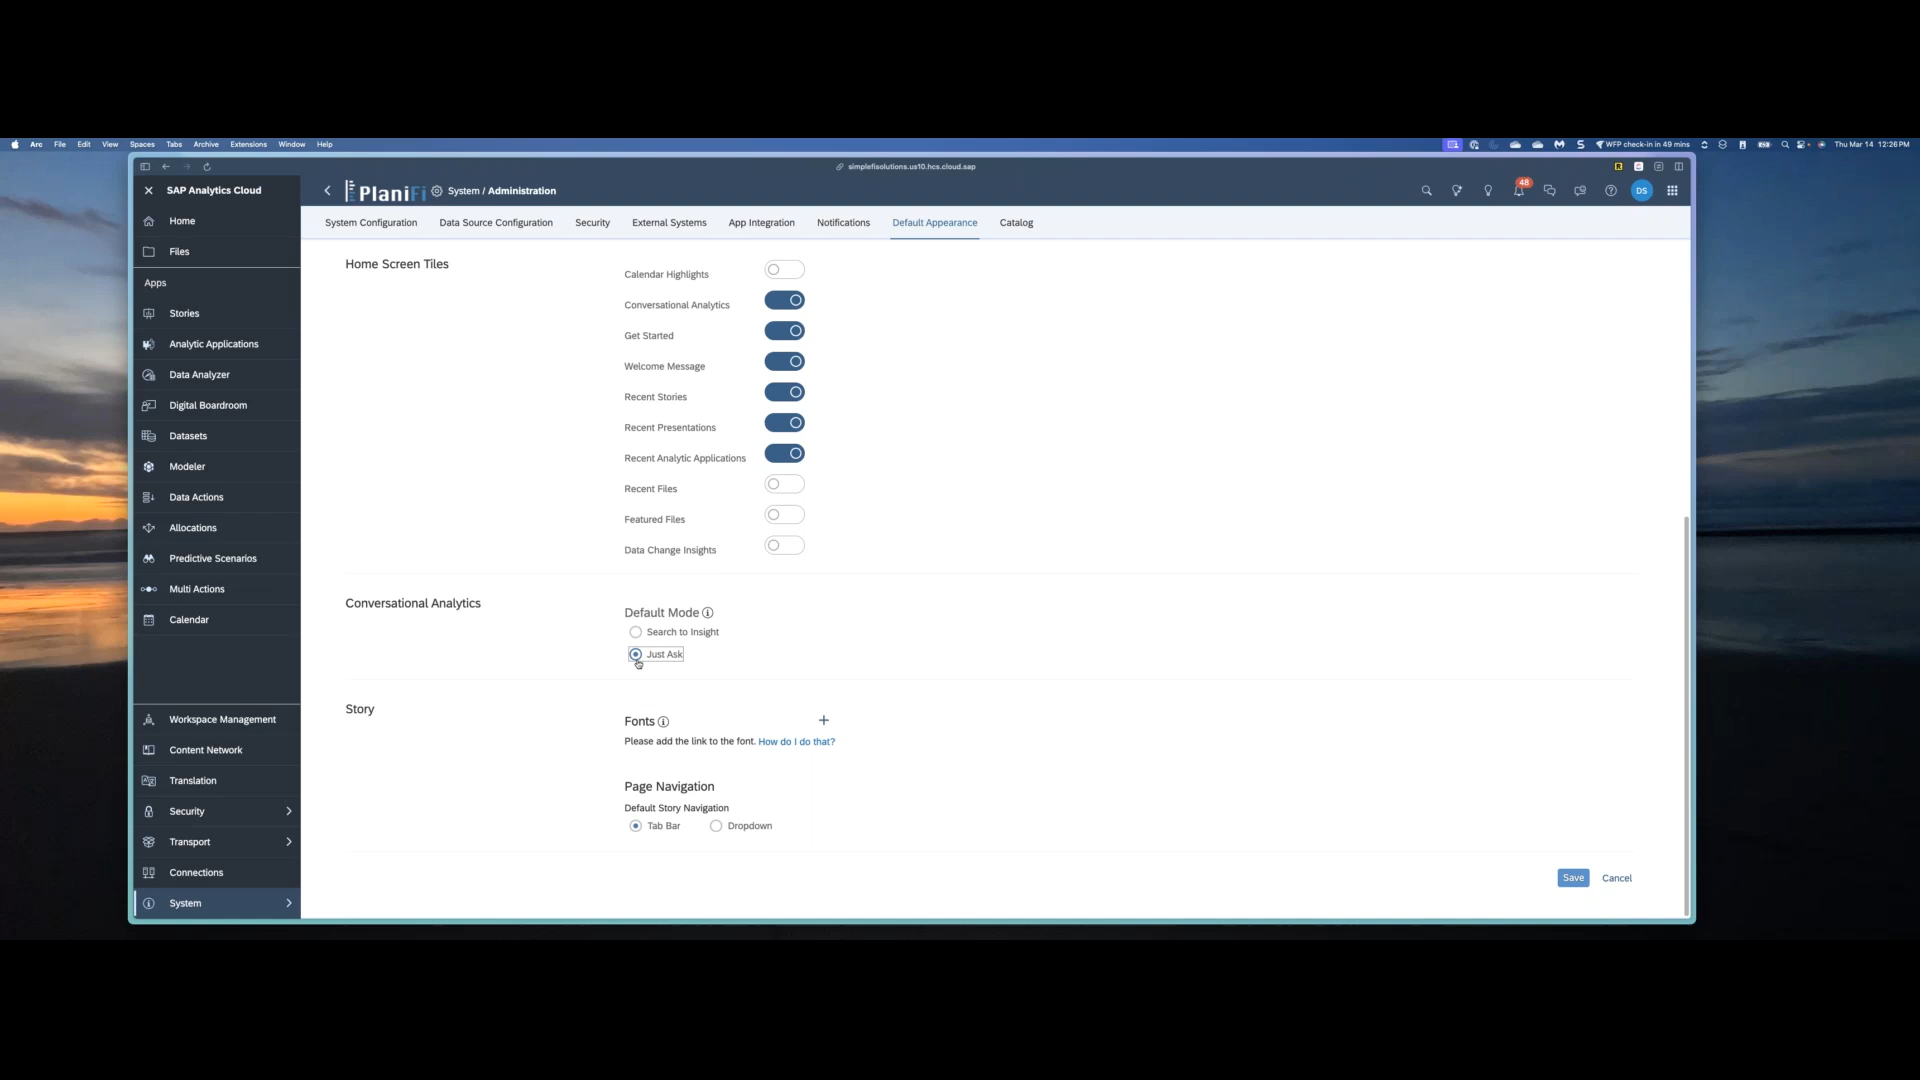 Arc File Edit View Spaces Tabs Archive Extensions Window Help
WFP check-in in 49 mins
Thu Mar 14 12:26 PM
simplefisolutions.us10.hcs.cloud.sap
SAP Analytics Cloud
Home
Files
Apps
Stories
Analytic Applications
Data Analyzer
Digital Boardroom
Datasets
Modeler
Data Actions
Allocations
Predictive Scenarios
Multi Actions
Calendar
Workspace Management
Content Network
Translation
Security
Transport
Connections
System
PlaniFi System / Administration
48
DS
System Configuration Data Source Configuration Security External Systems App Integration Notifications Default Appearance Catalog
Home Screen Tiles
Calendar Highlights
Conversational Analytics
Get Started
Welcome Message
Recent Stories
Recent Presentations
Recent Analytic Applications
Recent Files
Featured Files
Data Change Insights
Conversational Analytics
Default Mode
Search to Insight
Just Ask
Story
Fonts
Please add the link to the font. How do I do that?
Page Navigation
Default Story Navigation
Tab Bar Dropdown
Save Cancel